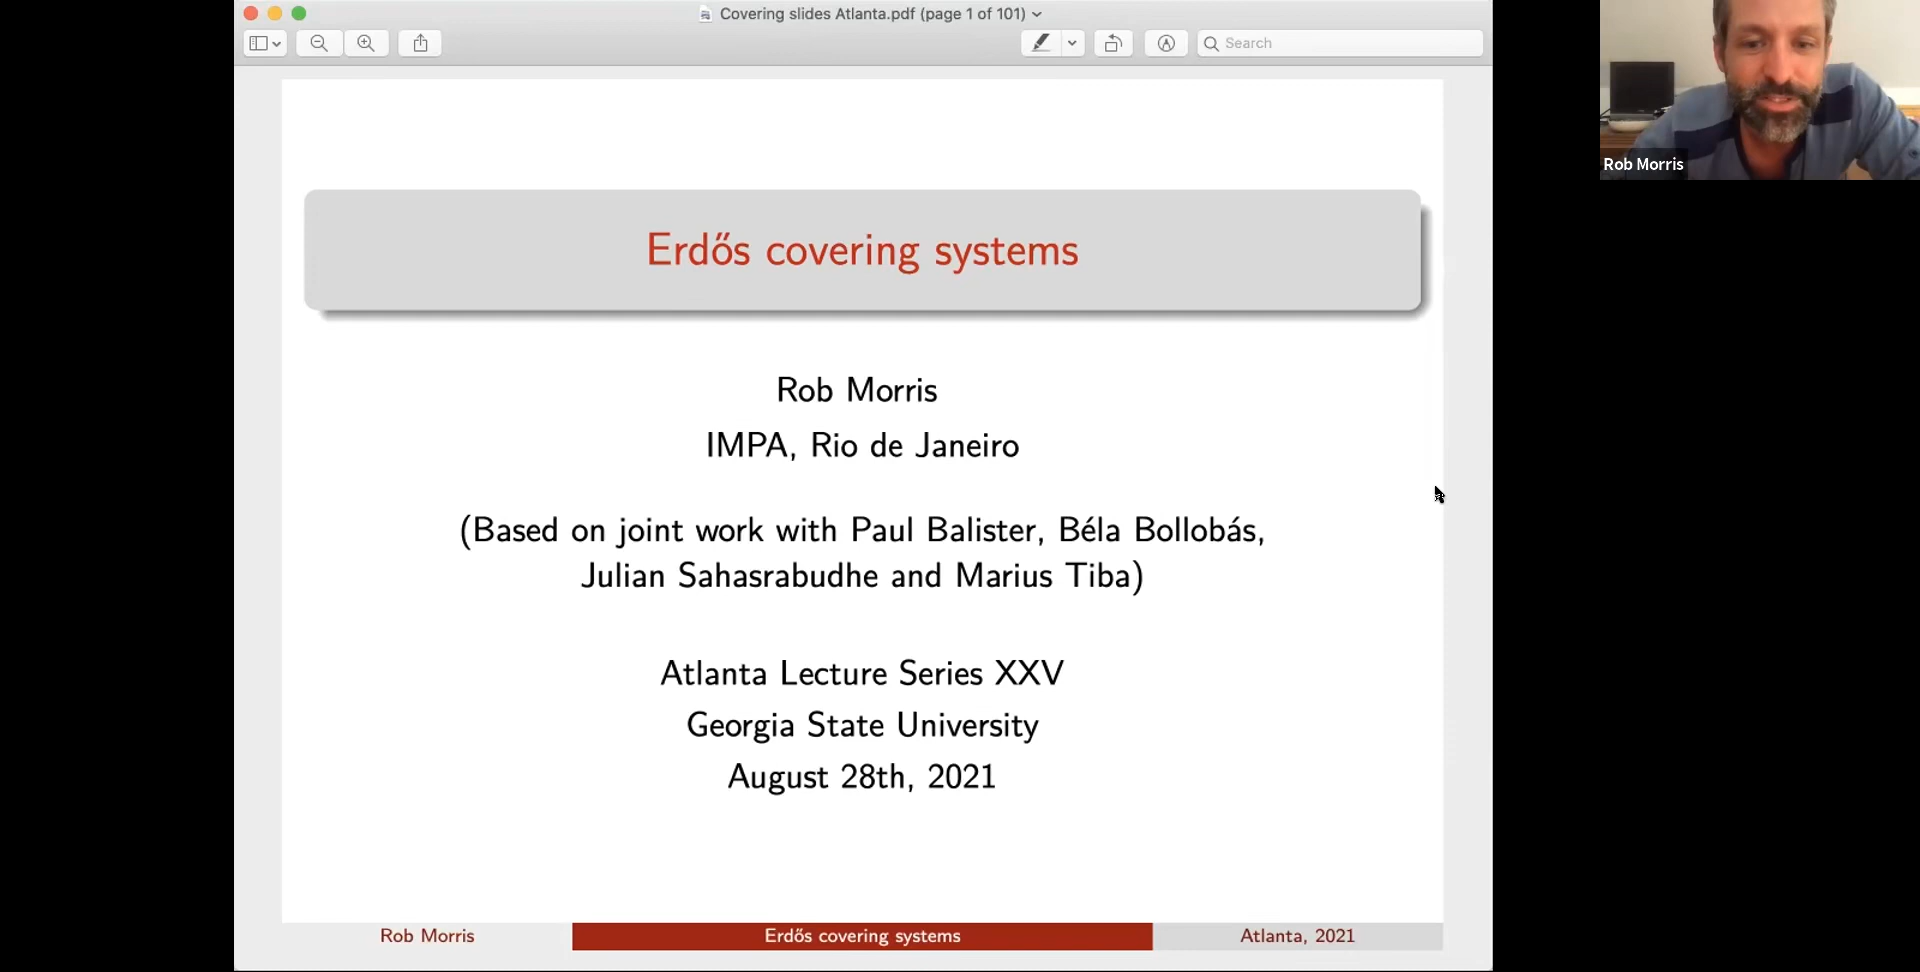 Covering slides Atlanta.pdf (page 1 of 101)
Search
Rob Morris
Erdős covering systems
Rob Morris
IMPA, Rio de Janeiro
(Based on joint work with Paul Balister, Béla Bollobás,
Julian Sahasrabudhe and Marius Tiba)
Atlanta Lecture Series XXV
Georgia State University
August 28th, 2021
Rob Morris
Erdős covering systems
Atlanta, 2021